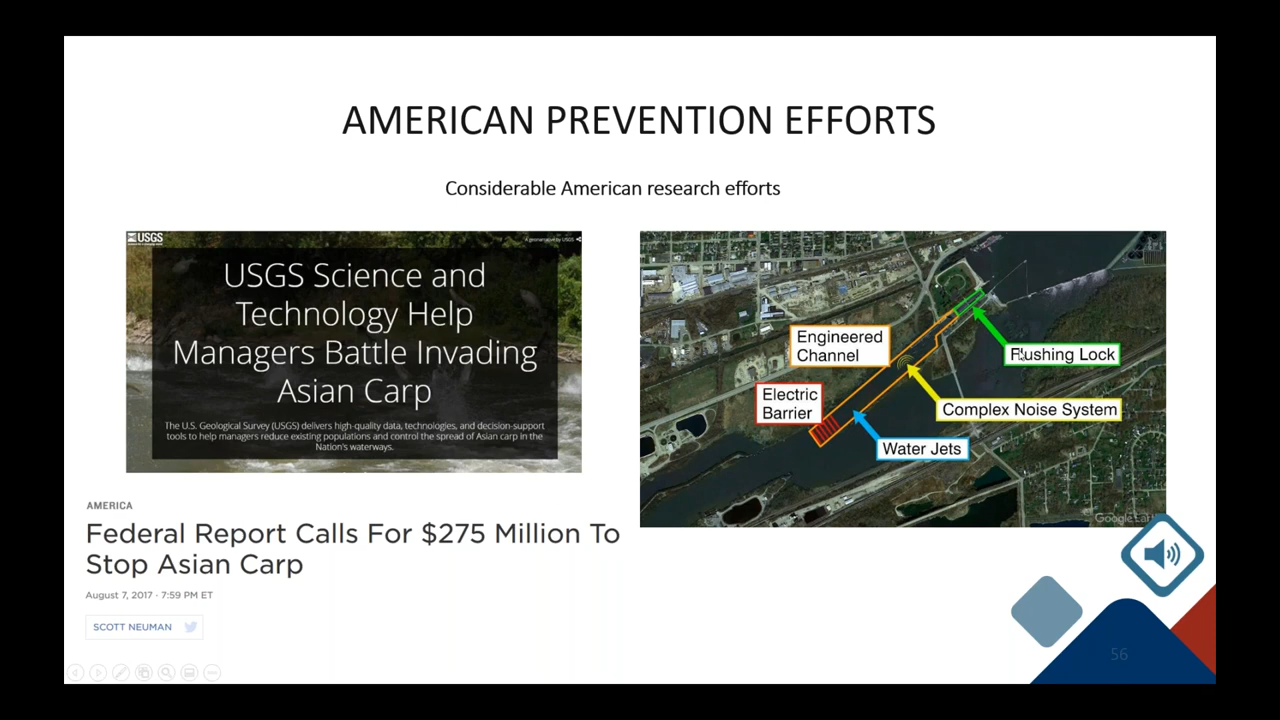 AMERICAN PREVENTION EFFORTS
Considerable American research efforts
USGS
A geonarrative by USGS
USGS Science and
Technology Help
Managers Battle Invading
Asian Carp
The U.S. Geological Survey (USGS) delivers high-quality data, technologies, and decision-support
tools to help managers reduce existing populations and control the spread of Asian carp in the
Nation's waterways.
Engineered
Channel
Flushing Lock
Electric
Barrier
Complex Noise System
Water Jets
Google Earth
AMERICA
Federal Report Calls For $275 Million To
Stop Asian Carp
August 7, 2017 · 7:59 PM ET
SCOTT NEUMAN
56